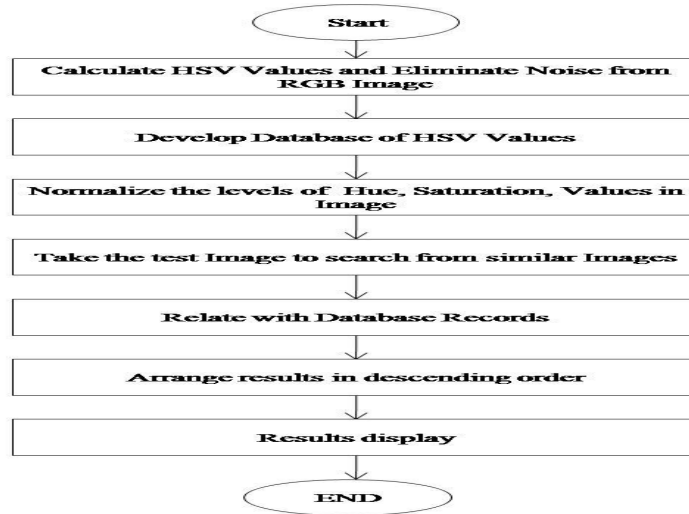 Start
Calculate HSV Values and Eliminate Noise from
RGB Image
Develop Database of HSV Values
Normalize the levels of Hue, Saturation, Values in
Image
Take the test Image to search from similar Images
Relate with Database Records
Arrange results in descending order
Results display
END